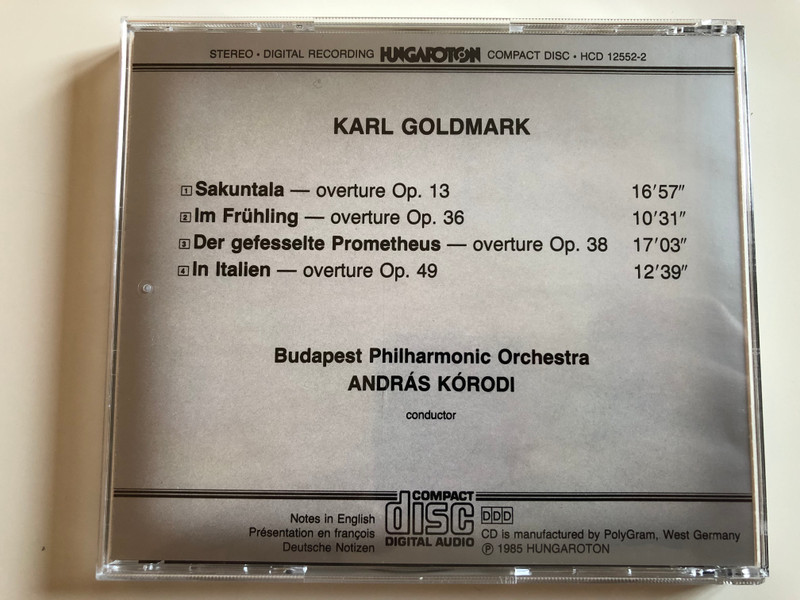 STEREO • DIGITAL RECORDING HUNGAROTON COMPACT DISC • HCD 12552-2
KARL GOLDMARK
1 Sakuntala — overture Op. 13 16′57″
2 Im Frühling — overture Op. 36 10′31″
3 Der gefesselte Prometheus — overture Op. 38 17′03″
4 In Italien — overture Op. 49 12′39″
Budapest Philharmonic Orchestra
ANDRÁS KÓRODI
conductor
Notes in English
Présentation en français
Deutsche Notizen
COMPACT
disc
DIGITAL AUDIO
DDD
CD is manufactured by PolyGram, West Germany
Ⓟ 1985 HUNGAROTON